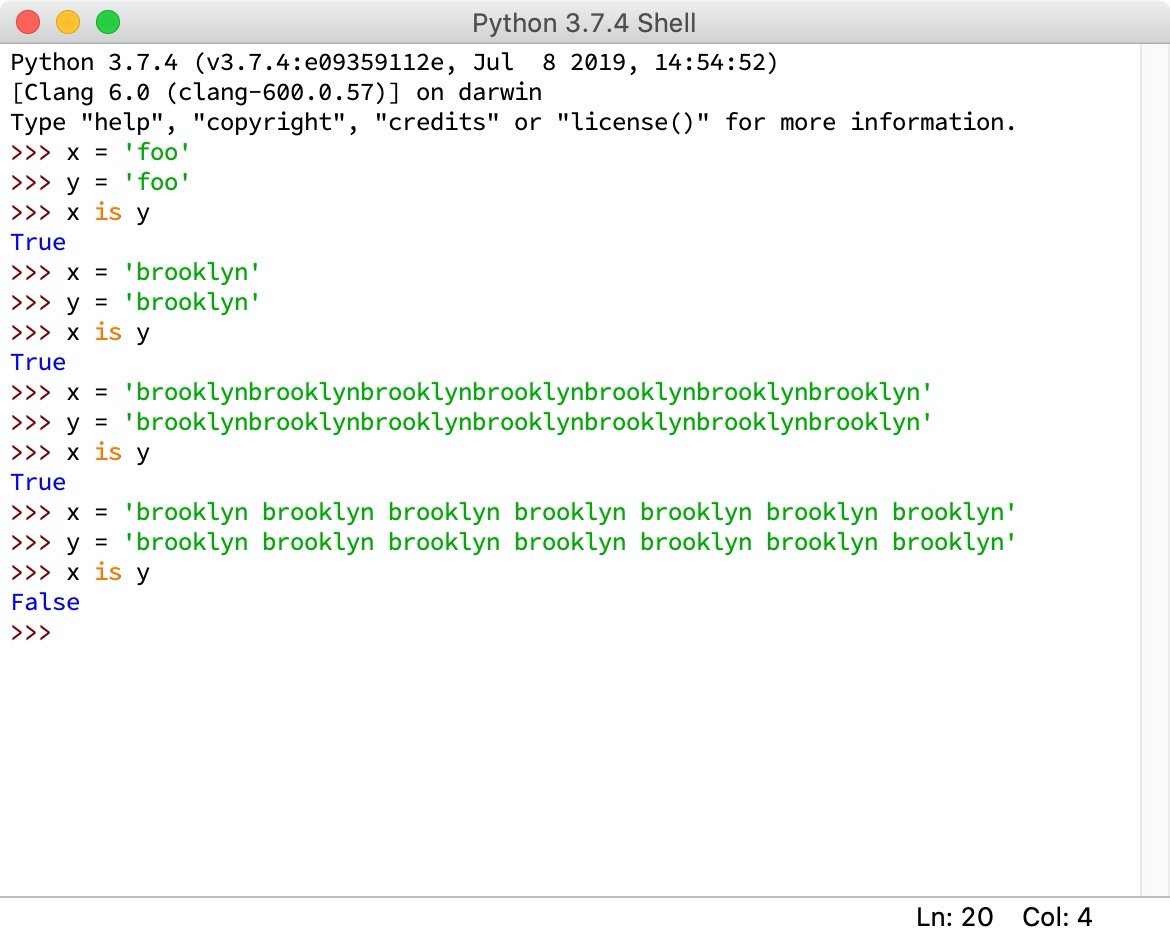 Python 3.7.4 Shell
Python 3.7.4 (v3.7.4:e09359112e, Jul  8 2019, 14:54:52)
[Clang 6.0 (clang-600.0.57)] on darwin
Type "help", "copyright", "credits" or "license()" for more information.
>>> x = 'foo'
>>> y = 'foo'
>>> x is y
True
>>> x = 'brooklyn'
>>> y = 'brooklyn'
>>> x is y
True
>>> x = 'brooklynbrooklynbrooklynbrooklynbrooklynbrooklynbrooklyn'
>>> y = 'brooklynbrooklynbrooklynbrooklynbrooklynbrooklynbrooklyn'
>>> x is y
True
>>> x = 'brooklyn brooklyn brooklyn brooklyn brooklyn brooklyn brooklyn'
>>> y = 'brooklyn brooklyn brooklyn brooklyn brooklyn brooklyn brooklyn'
>>> x is y
False
>>>
Ln: 20 Col: 4